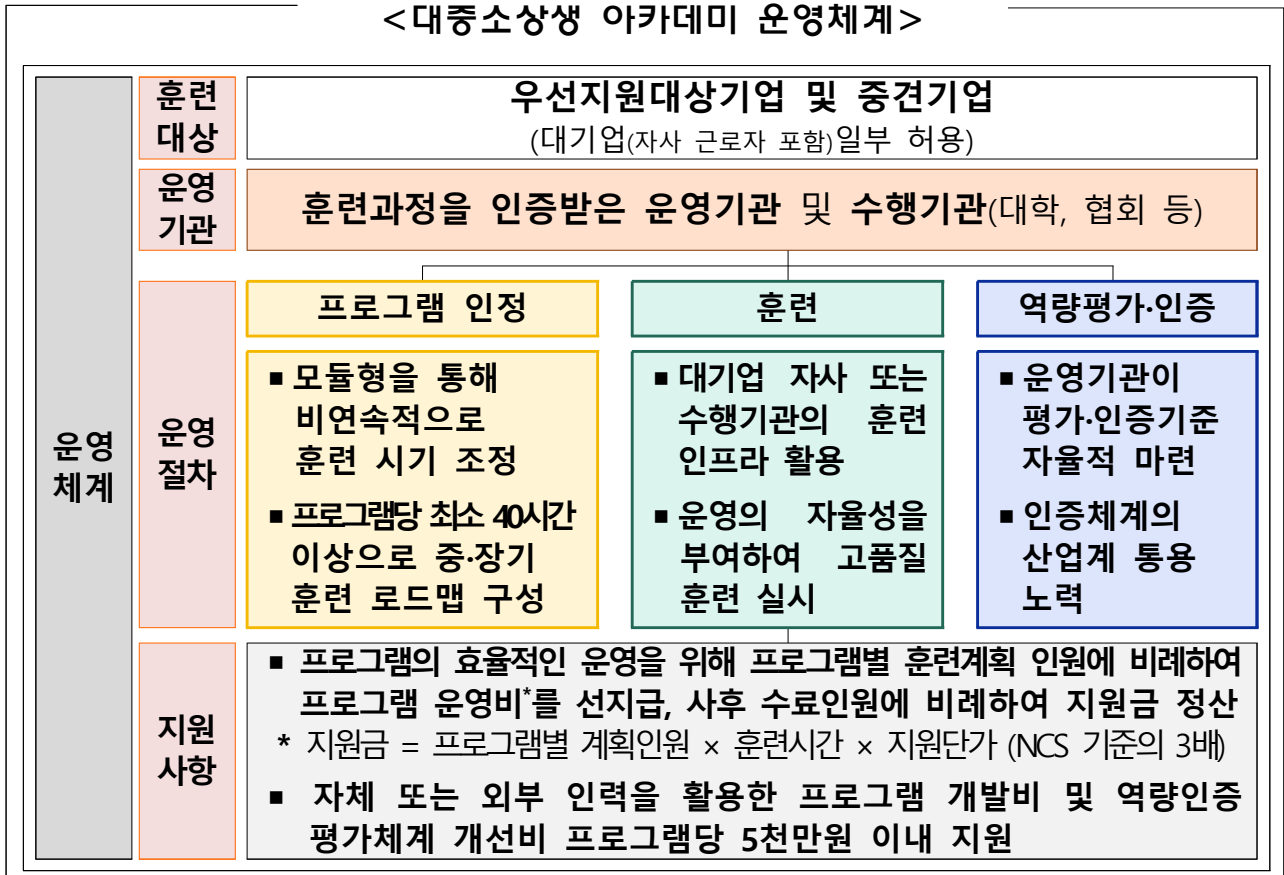 <대중소상생 아카데미 운영체계>
운영
체계
훈련
대상
우선지원대상기업 및 중견기업
(대기업(자사 근로자 포함)일부 허용)
운영
기관
훈련과정을 인증받은 운영기관 및 수행기관(대학, 협회 등)
운영
절차
프로그램 인정
■ 모듈형을 통해
비연속적으로
훈련 시기 조정
■ 프로그램당 최소 40시간
이상으로 중·장기
훈련 로드맵 구성
훈련
■ 대기업 자사 또는
수행기관의 훈련
인프라 활용
■ 운영의 자율성을
부여하여 고품질
훈련 실시
역량평가·인증
■ 운영기관이
평가·인증기준
자율적 마련
■ 인증체계의
산업계 통용
노력
지원
사항
■ 프로그램의 효율적인 운영을 위해 프로그램별 훈련계획 인원에 비례하여
프로그램 운영비*를 선지급, 사후 수료인원에 비례하여 지원금 정산
* 지원금 = 프로그램별 계획인원 × 훈련시간 × 지원단가 (NCS 기준의 3배)
■ 자체 또는 외부 인력을 활용한 프로그램 개발비 및 역량인증
평가체계 개선비 프로그램당 5천만원 이내 지원